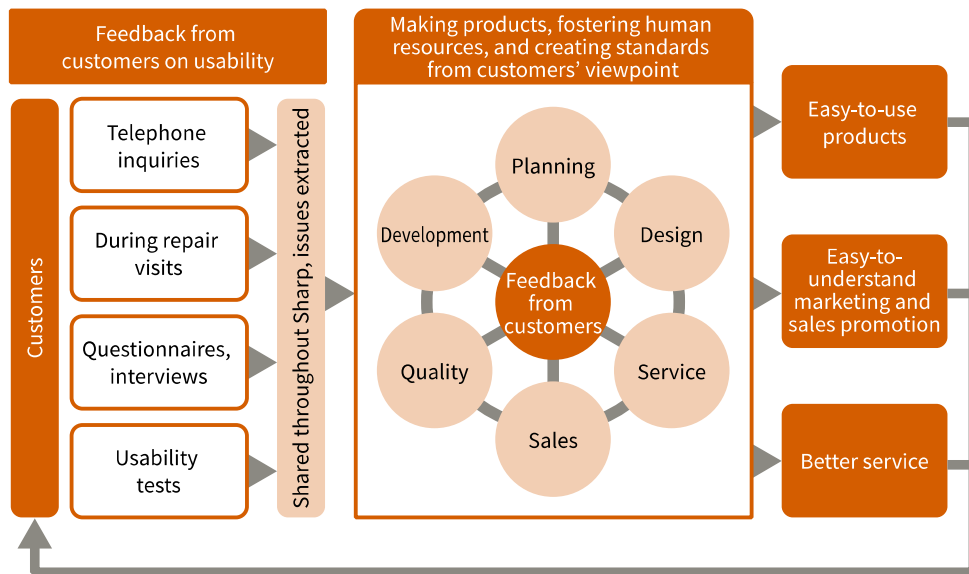 Feedback from
customers on usability
Customers
Telephone
inquiries
During repair
visits
Questionnaires,
interviews
Usability
tests
Shared throughout Sharp, issues extracted
Making products, fostering human
resources, and creating standards
from customers’ viewpoint
Planning
Development
Design
Feedback
from
customers
Quality
Service
Sales
Easy-to-use
products
Easy-to-
understand
marketing and
sales promotion
Better service